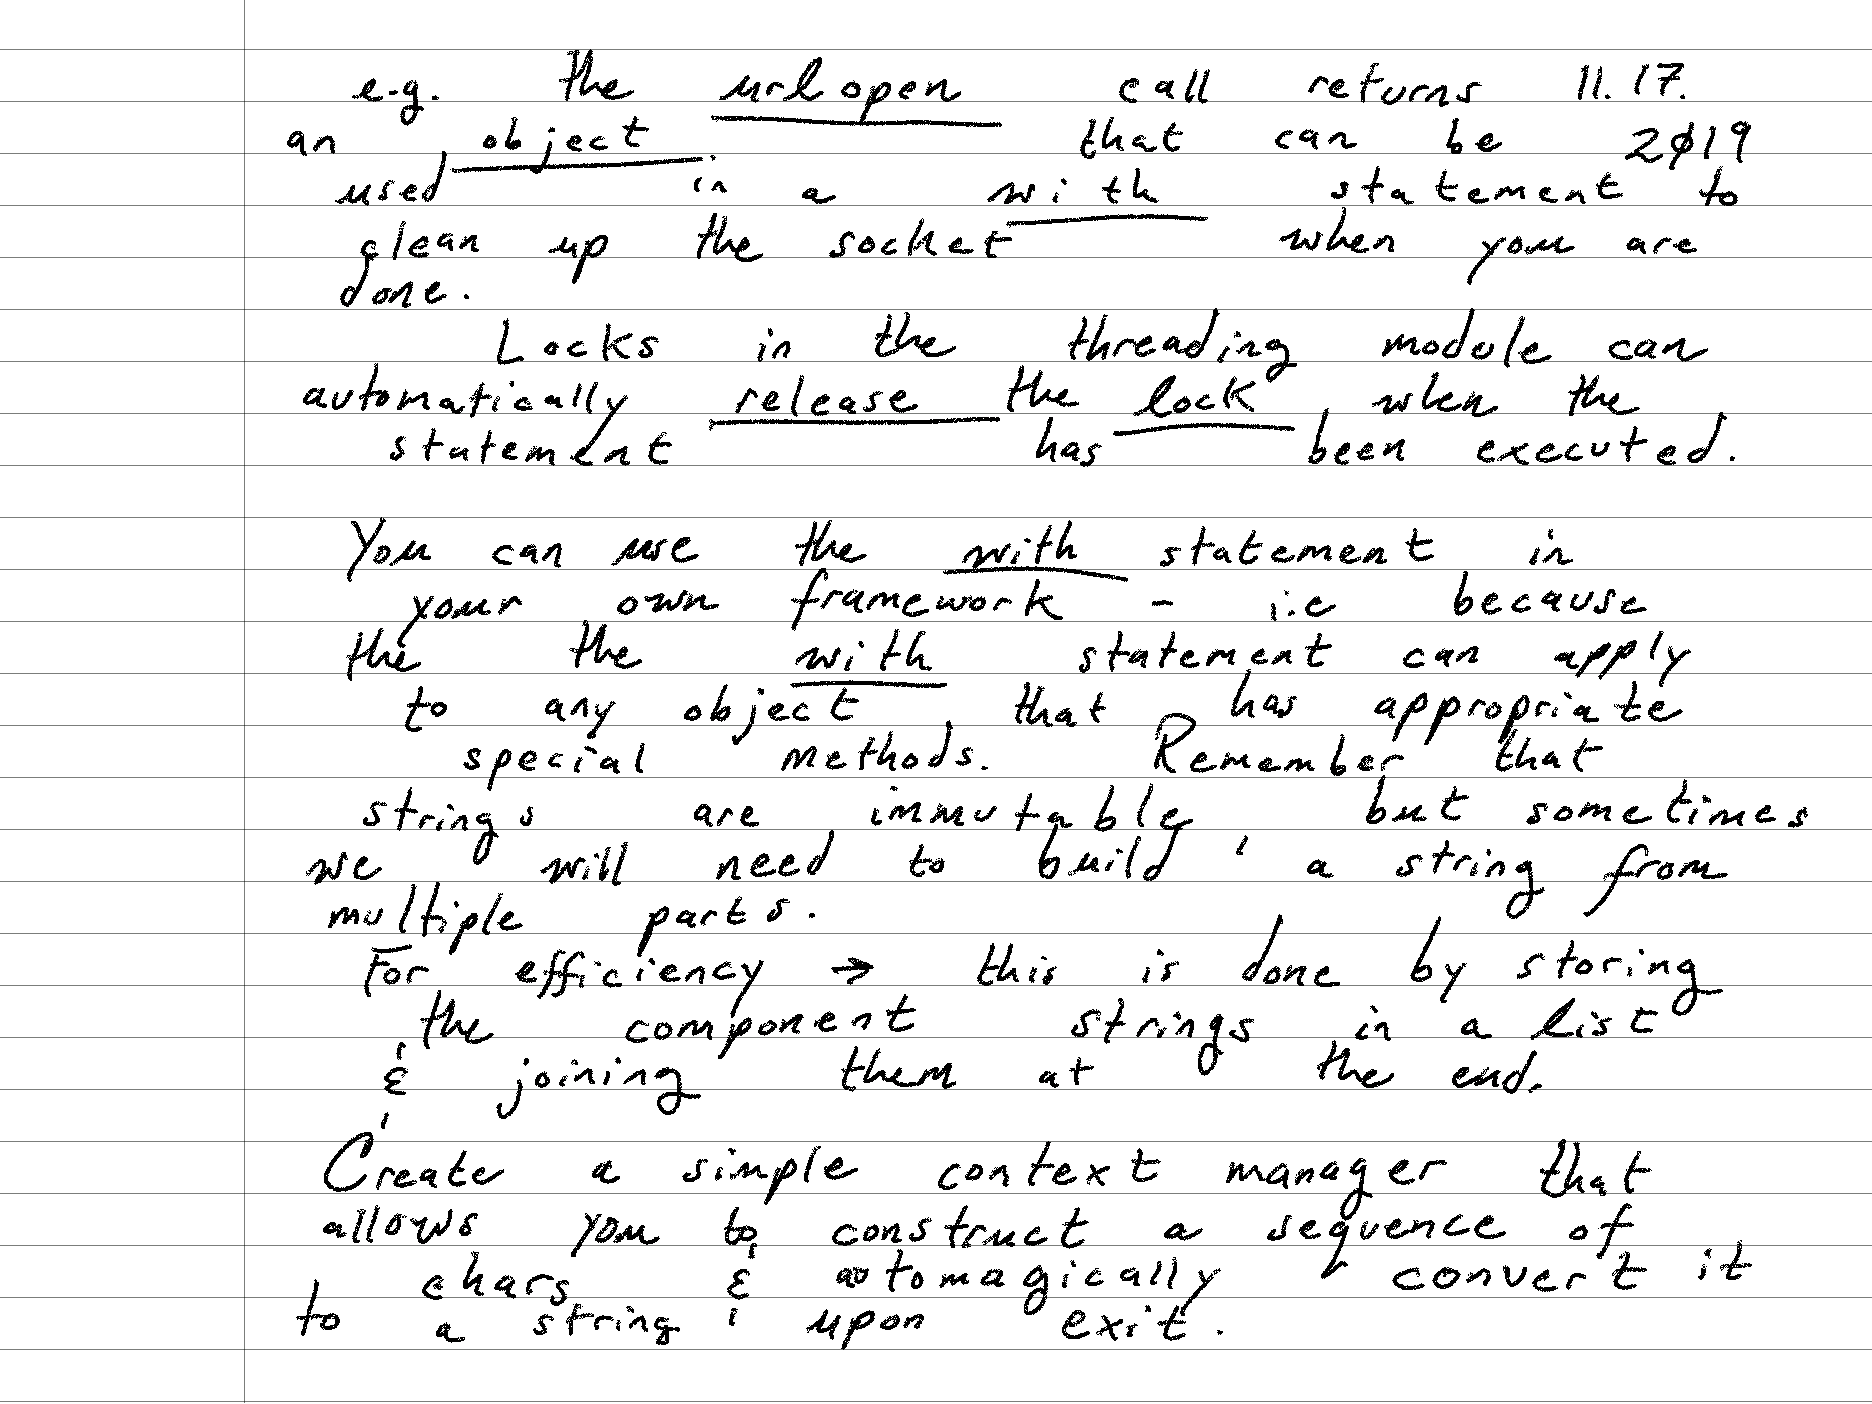 e.g. the urlopen call returns 11.17.
an object that can be 2019
used in a with statement to
clean up the socket when you are
done.
Locks in the threading module can
automatically release the lock when the
statement has been executed.
You can use the with statement in
your own framework - i.e because
the the with statement can apply
to any object that has appropriate
special methods. Remember that
strings are immutable, but sometimes
we will need to build a string from
multiple parts.
For efficiency → this is done by storing
the component strings in a list
& joining them at the end.
Create a simple context manager that
allows you to construct a sequence of
chars & automagically convert it
to a string upon exit.